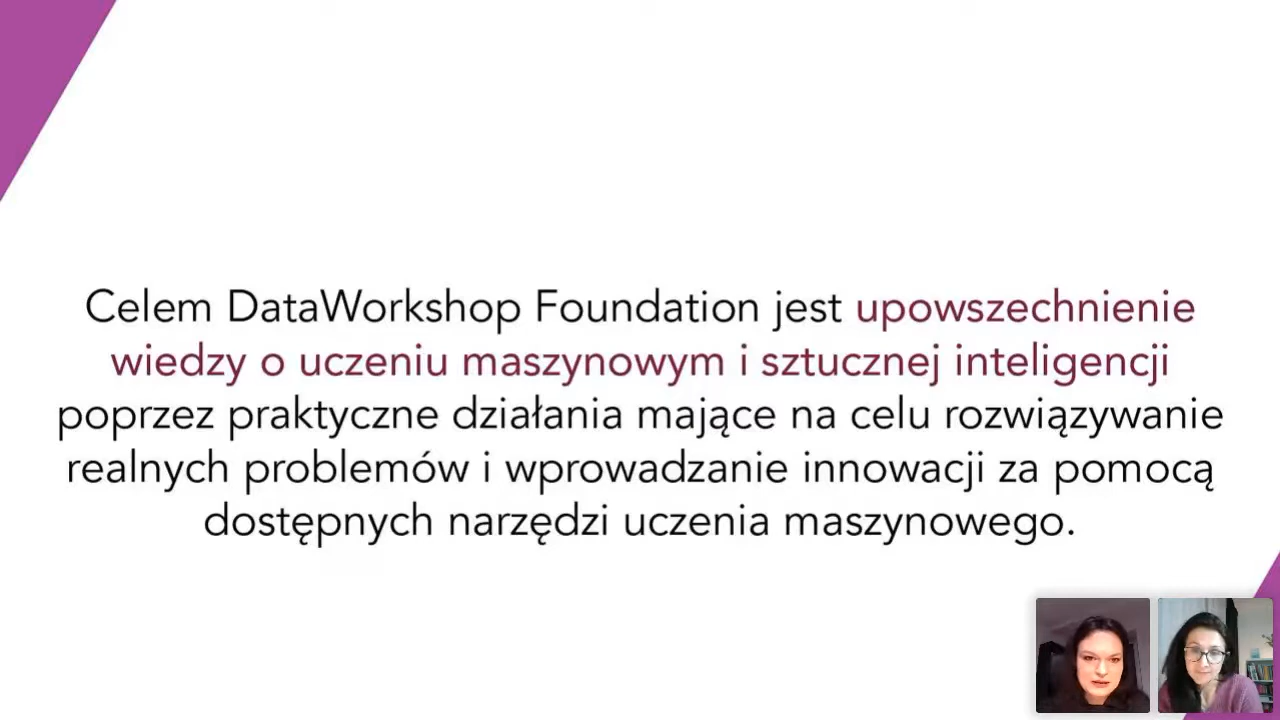 Celem DataWorkshop Foundation jest upowszechnienie
wiedzy o uczeniu maszynowym i sztucznej inteligencji
poprzez praktyczne działania mające na celu rozwiązywanie
realnych problemów i wprowadzanie innowacji za pomocą
dostępnych narzędzi uczenia maszynowego.